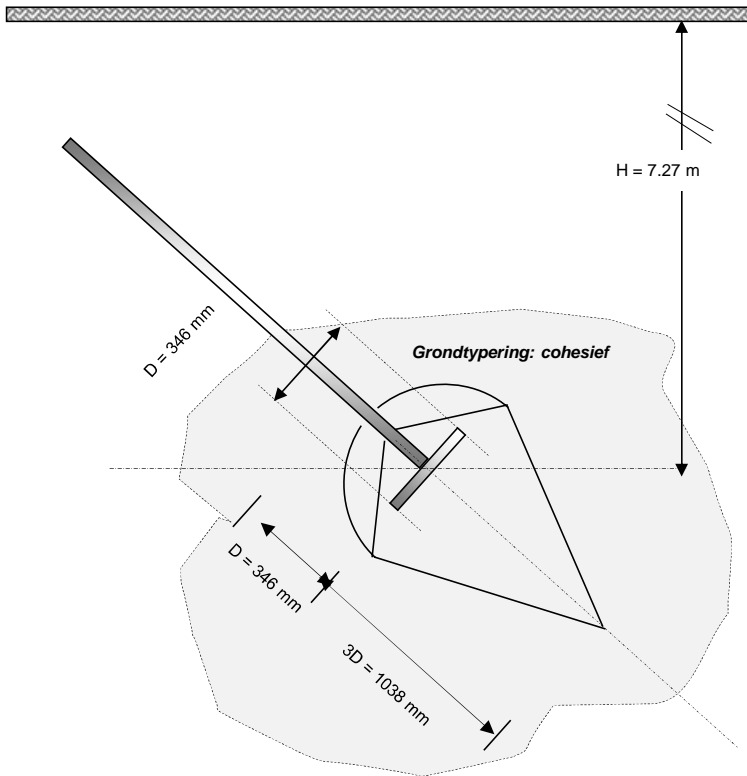 H = 7.27 m
D = 346 mm
Grondtypering: cohesief
D = 346 mm
3D = 1038 mm